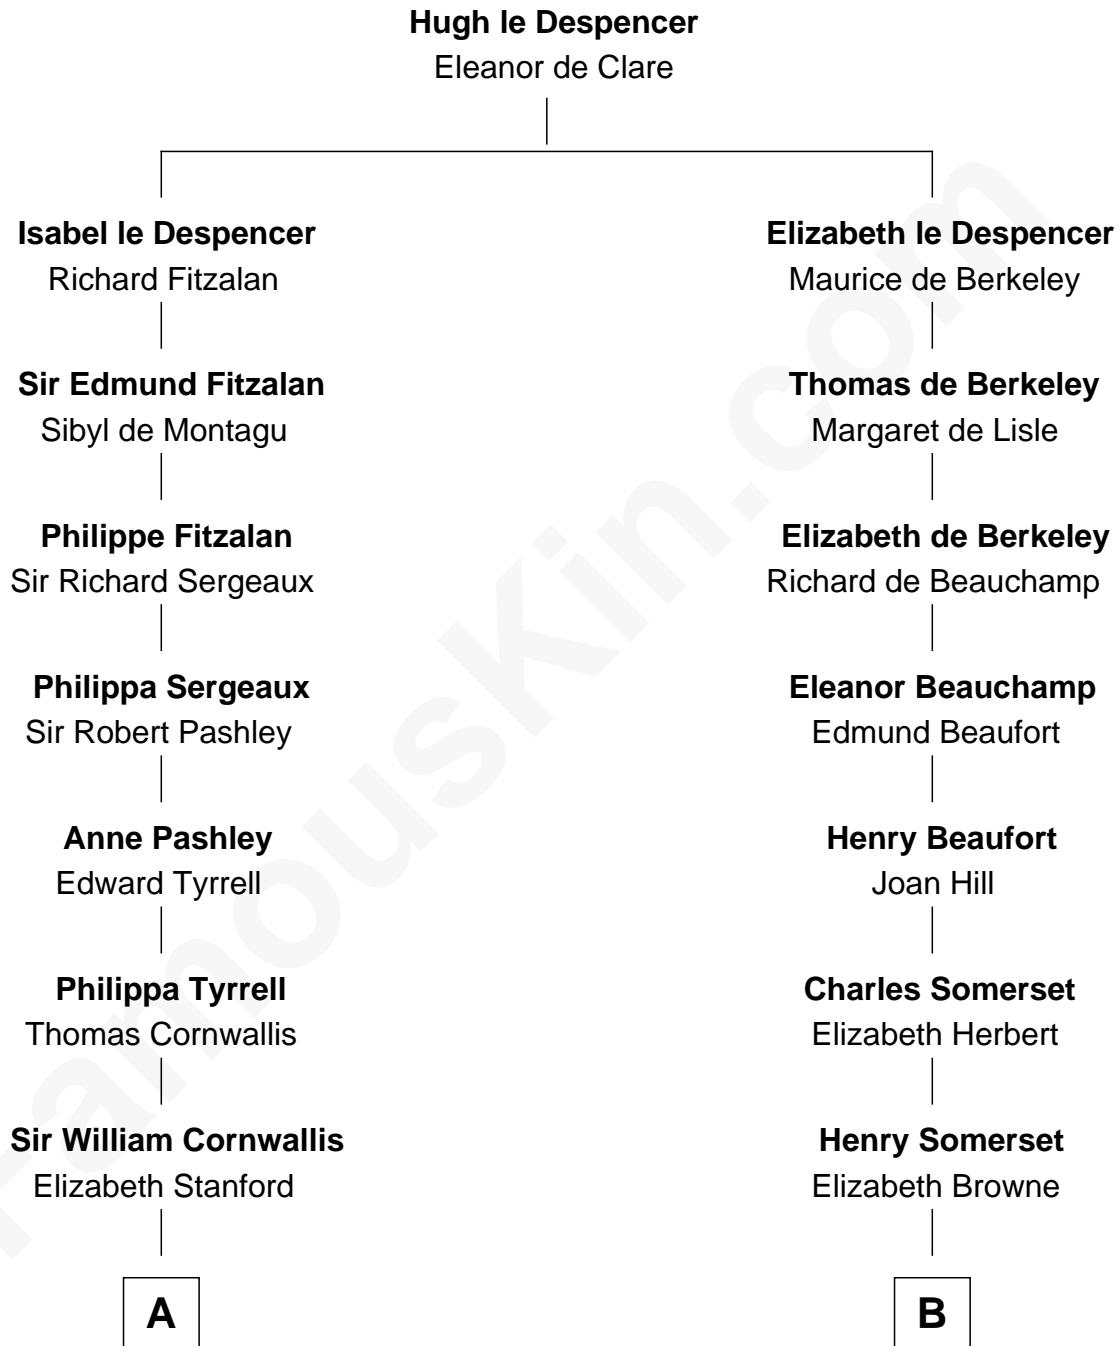 Hugh le Despencer
Eleanor de Clare
Isabel le Despencer
Richard Fitzalan
Elizabeth le Despencer
Maurice de Berkeley
Sir Edmund Fitzalan
Sibyl de Montagu
Thomas de Berkeley
Margaret de Lisle
Philippe Fitzalan
Sir Richard Sergeaux
Elizabeth de Berkeley
Richard de Beauchamp
Philippa Sergeaux
Sir Robert Pashley
Eleanor Beauchamp
Edmund Beaufort
Anne Pashley
Edward Tyrrell
Henry Beaufort
Joan Hill
Philippa Tyrrell
Thomas Cornwallis
Charles Somerset
Elizabeth Herbert
Sir William Cornwallis
Elizabeth Stanford
Henry Somerset
Elizabeth Browne
A
B
FamousKin.com